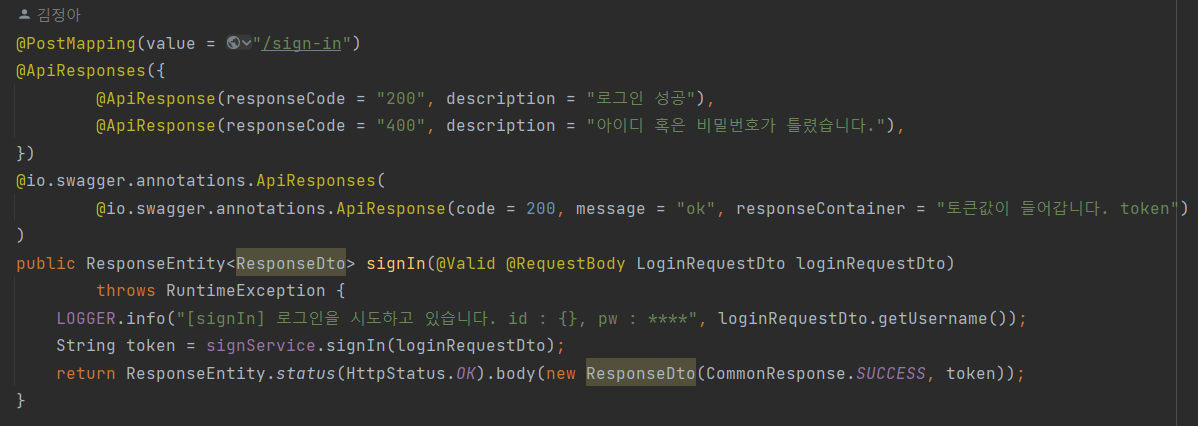 김정아
@PostMapping(value = "/sign-in")
@ApiResponses({
        @ApiResponse(responseCode = "200", description = "로그인 성공"),
        @ApiResponse(responseCode = "400", description = "아이디 혹은 비밀번호가 틀렸습니다."),
})
@io.swagger.annotations.ApiResponses(
        @io.swagger.annotations.ApiResponse(code = 200, message = "ok", responseContainer = "토큰값이 들어갑니다. token")
)
public ResponseEntity<ResponseDto> signIn(@Valid @RequestBody LoginRequestDto loginRequestDto)
        throws RuntimeException {
    LOGGER.info("[signIn] 로그인을 시도하고 있습니다. id : {}, pw : ****", loginRequestDto.getUsername());
    String token = signService.signIn(loginRequestDto);
    return ResponseEntity.status(HttpStatus.OK).body(new ResponseDto(CommonResponse.SUCCESS, token));
}